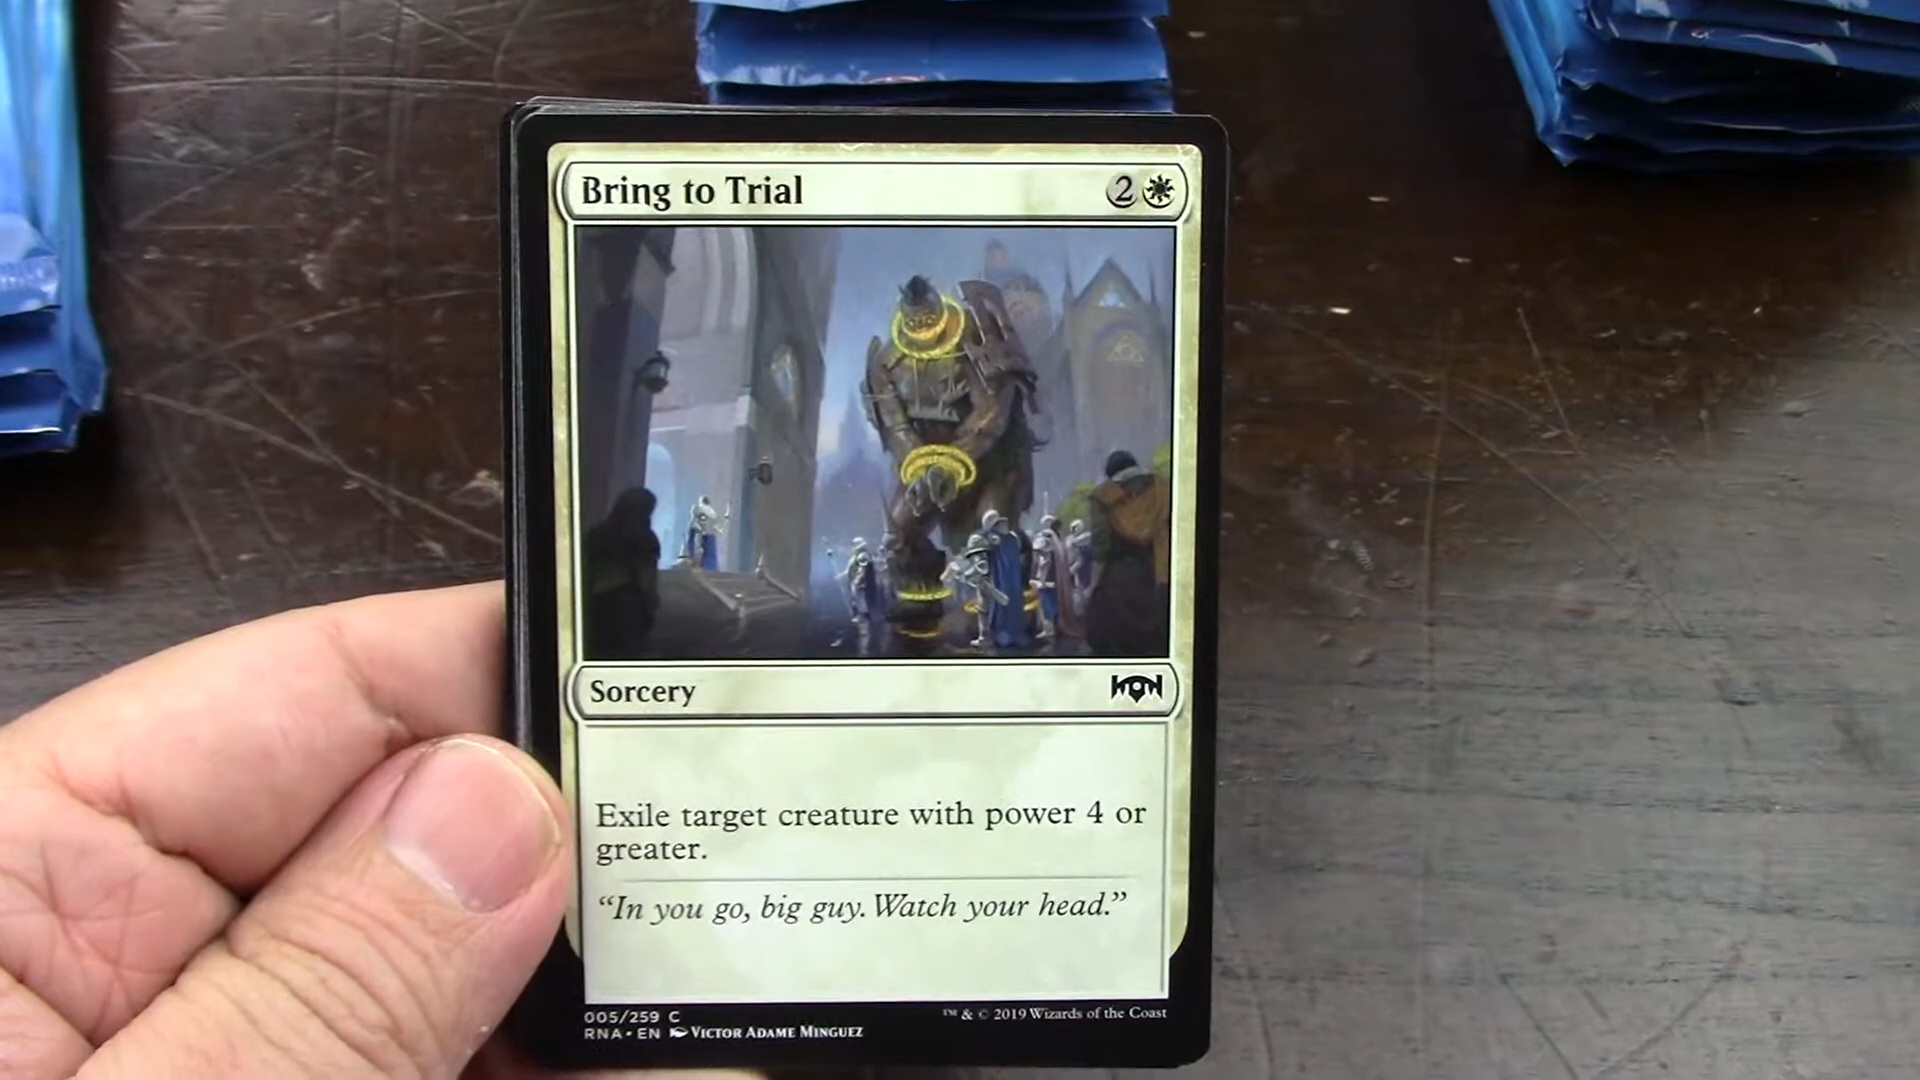 Bring to Trial 2
Sorcery
Exile target creature with power 4 or
greater.
“In you go, big guy. Watch your head.”
005/259 C
™ & © 2019 Wizards of the Coast
RNA • EN Victor Adame Minguez